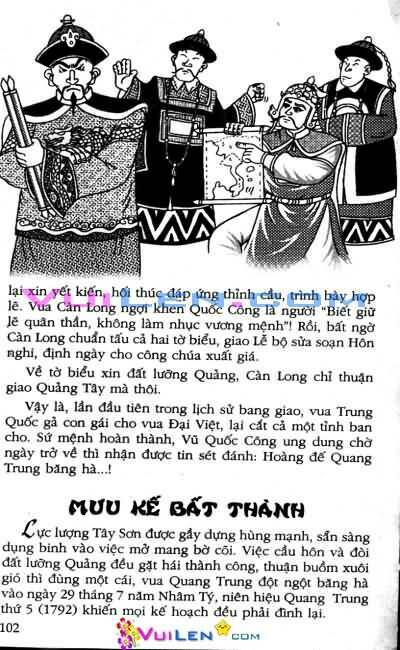 lại xin yết kiến, hối thúc đáp ứng thỉnh cầu, trình bày hợp
lẽ. Vua Càn Long ngợi khen Quốc Công là người "Biết giữ
lễ quân thần, không làm nhục vương mệnh"! Rồi, bất ngờ
Càn Long chuẩn tấu cả hai tờ biểu, giao Lễ bộ sửa soạn Hôn
nghi, định ngày cho công chúa xuất giá.
Về tờ biểu xin đất lưỡng Quảng, Càn Long chỉ thuận
giao Quảng Tây mà thôi.
Vậy là, lần đầu tiên trong lịch sử bang giao, vua Trung
Quốc gả con gái cho vua Đại Việt, lại cắt cả một tỉnh ban
cho. Sứ mệnh hoàn thành, Vũ Quốc Công ung dung chờ
ngày trở về thì nhận được tin sét đánh: Hoàng đế Quang
Trung băng hà...!
MƯU KẾ BẤT THÀNH
Lực lượng Tây Sơn được gầy dựng hùng mạnh, sẵn sàng
dụng binh vào việc mở mang bờ cõi. Việc cầu hôn và đòi
đất lưỡng Quảng đều gặt hái thành công, thuận buồm xuôi
gió thì đùng một cái, vua Quang Trung đột ngột băng hà
vào ngày 29 tháng 7 năm Nhâm Tý, niên hiệu Quang Trung
thứ 5 (1792) khiến mọi kế hoạch đều phải đình lại.
102
VUILEN.COM
VUILEN.COM